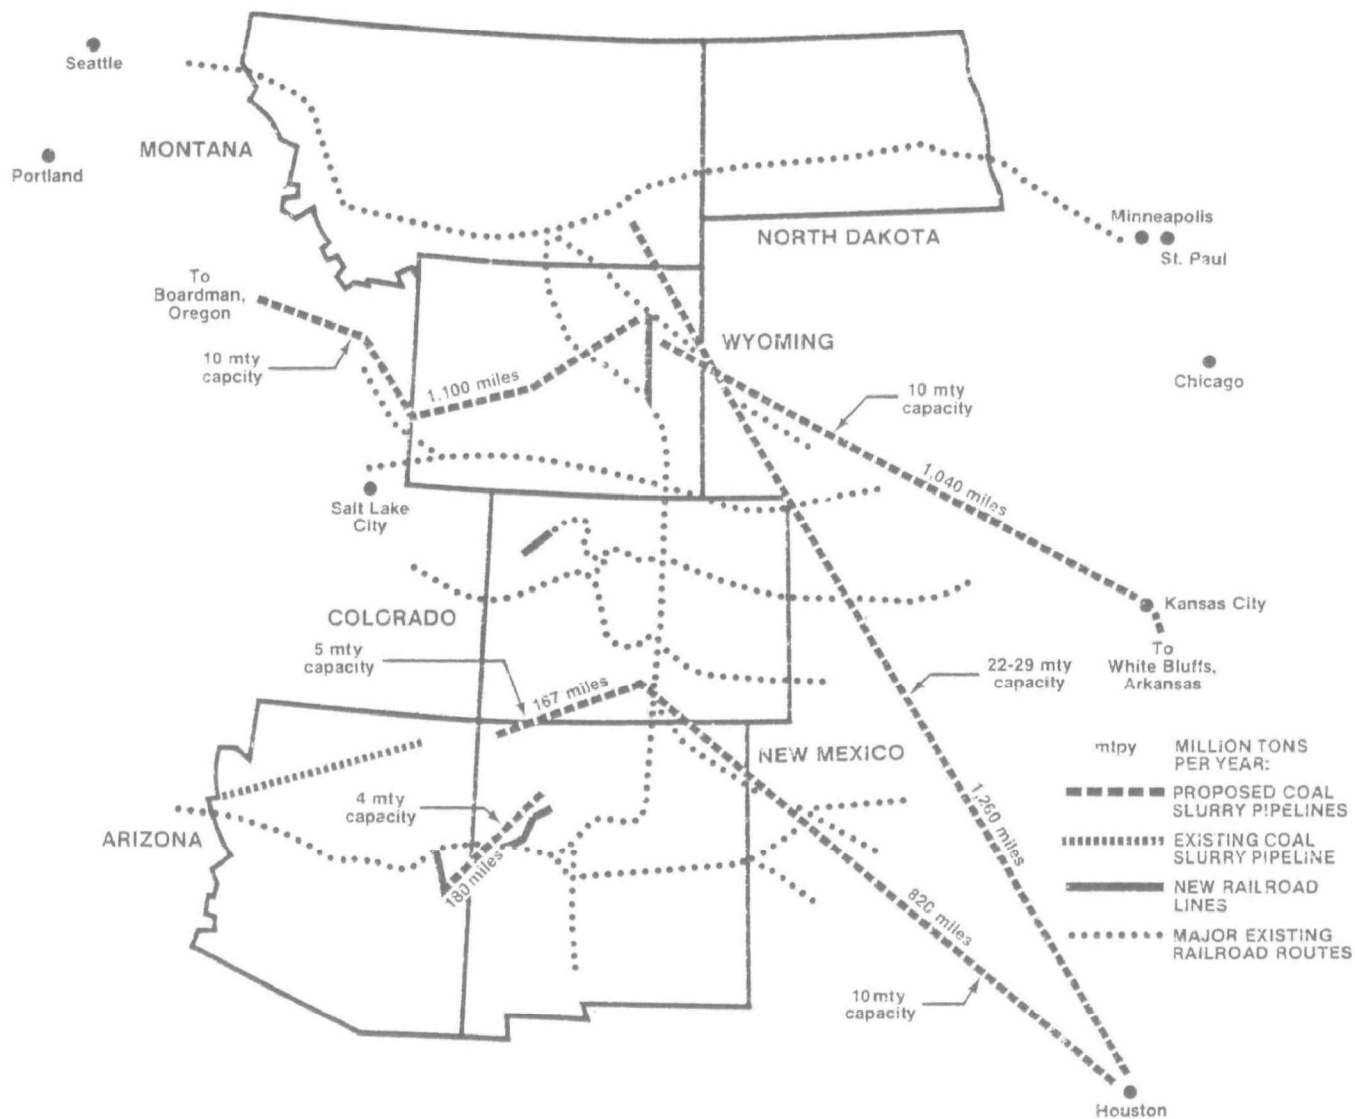 Seattle
MONTANA
Portland
Minneapolis
St. Paul
NORTH DAKOTA
To
Boardman,
Oregon
10 mty
capcity
WYOMING
1,100 miles
Chicago
10 mty
capacity
1,040 miles
Salt Lake
City
COLORADO
Kansas City
To
White Bluffs,
Arkansas
5 mty
capacity
167 miles
22-29 mty
capacity
NEW MEXICO
4 mty
capacity
ARIZONA
180 miles
1,260 miles
820 miles
10 mty
capacity
Houston
mtpy MILLION TONS
PER YEAR:
PROPOSED COAL
SLURRY PIPELINES
EXISTING COAL
SLURRY PIPELINE
NEW RAILROAD
LINES
MAJOR EXISTING
RAILROAD ROUTES